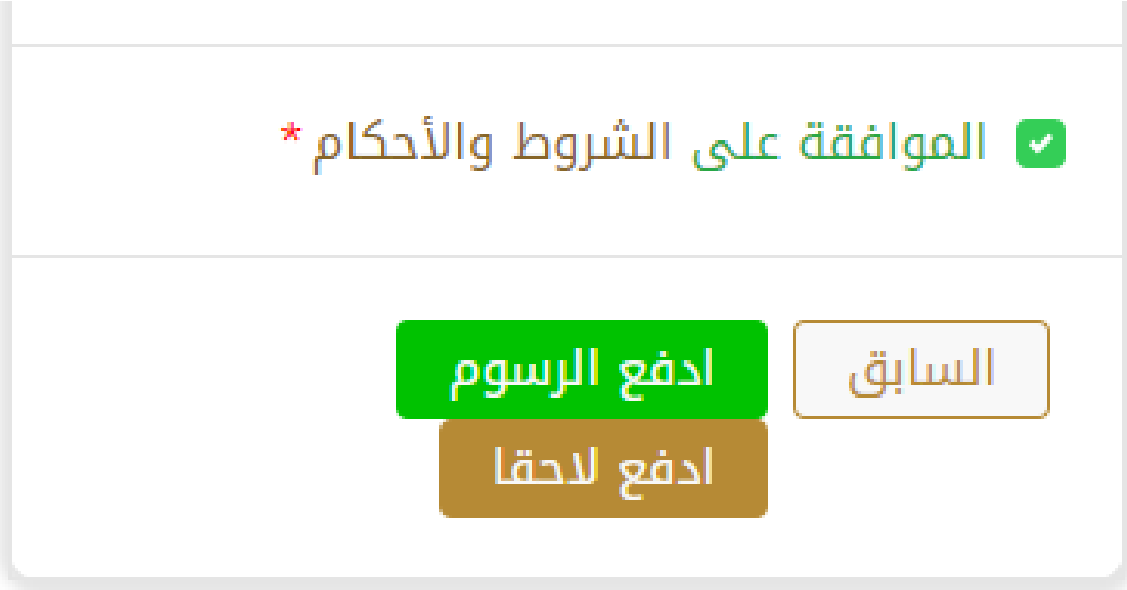 الموافقة على الشروط والأحكام *
السابق
ادفع الرسوم
ادفع لاحقا